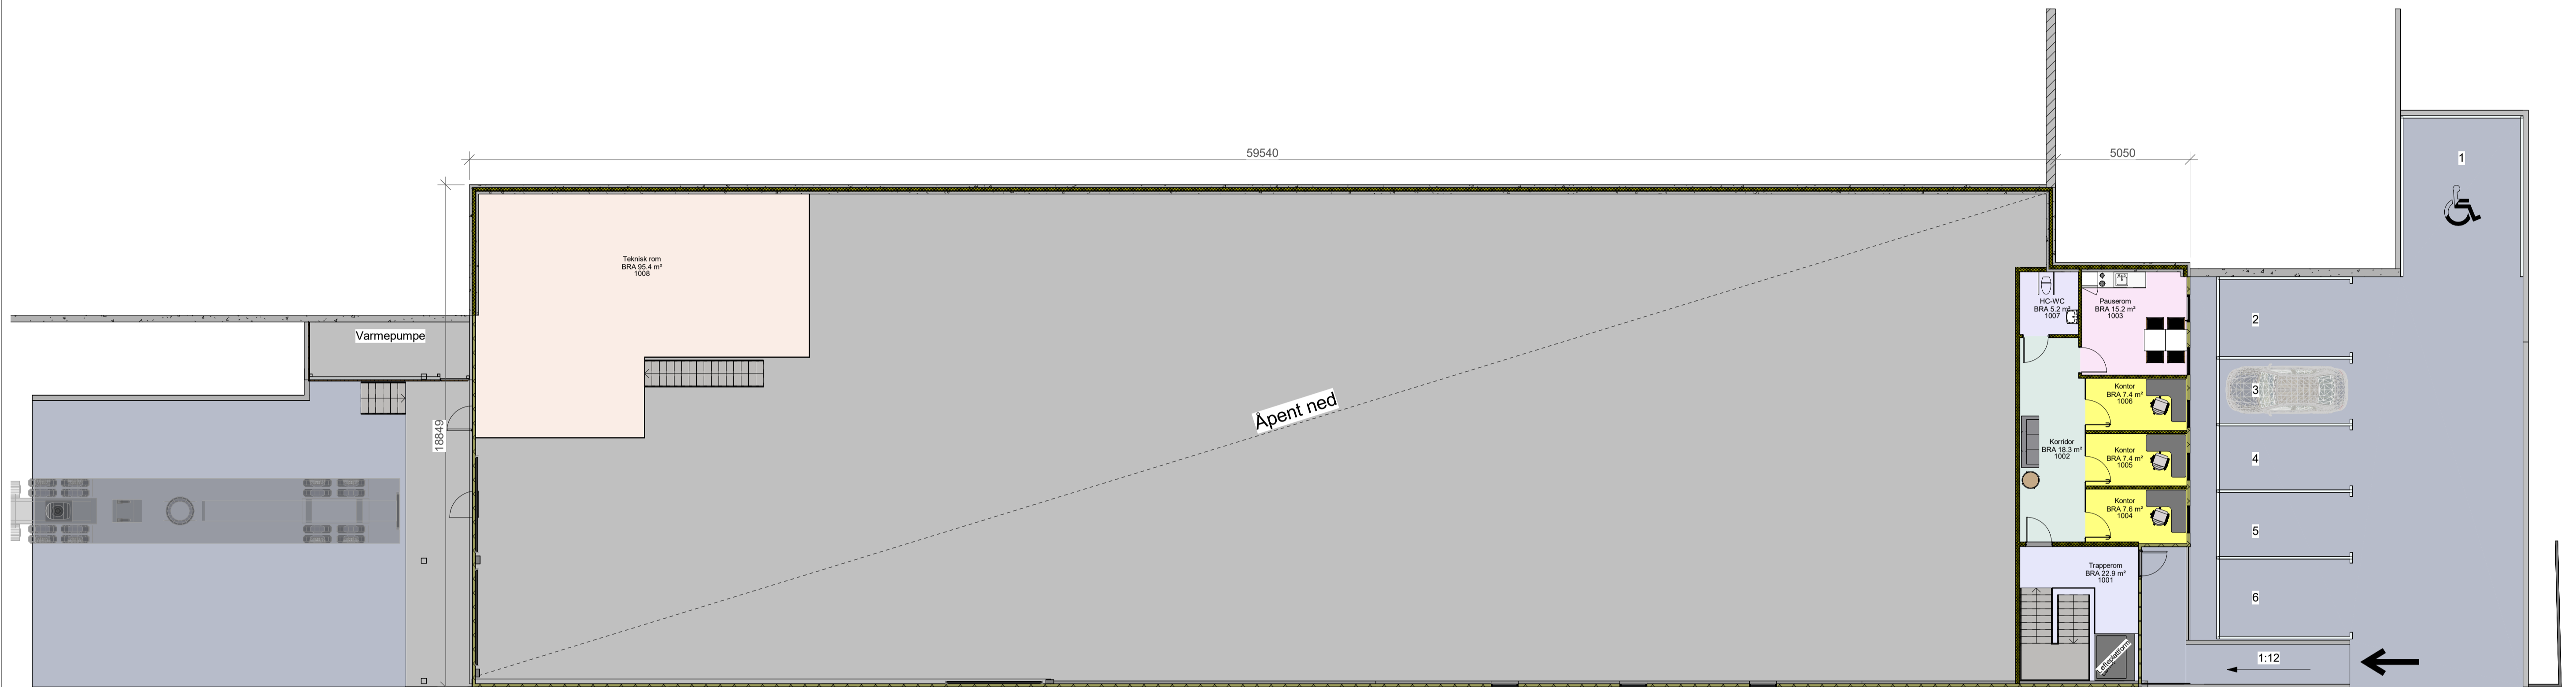 1
59540
5050
Teknisk rom
BRA 95.4 m²
1008
HC-WC
BRA 5.2 m²
1007
Pauserom
BRA 15.2 m²
1003
2
Varmepumpe
3
Kontor
BRA 7.4 m²
1006
Åpent ned
18849
Korridor
BRA 18.3 m²
1002
Kontor
BRA 7.4 m²
1005
4
Kontor
BRA 7.6 m²
1004
5
Trapperom
BRA 22.9 m²
1001
6
løfteplattform
1:12